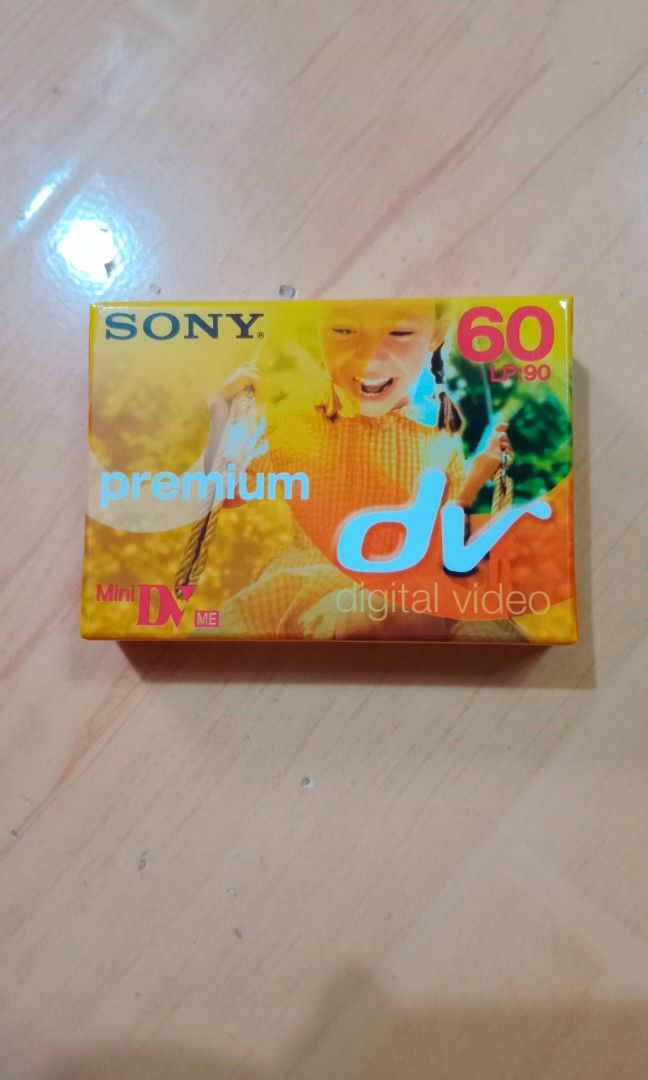 SONY®
60
LP:90
premium
dv
digital video
Mini DV ME